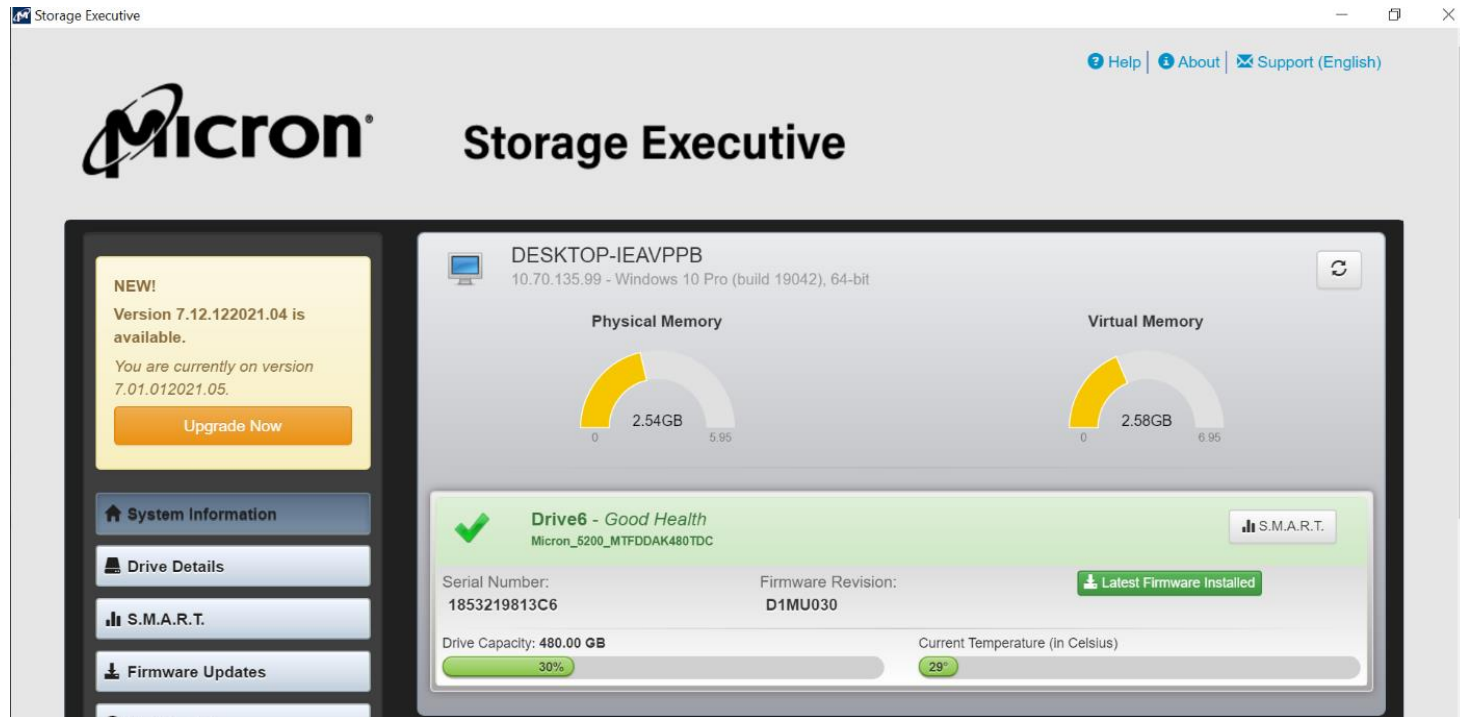 Storage Executive
Help | About | Support (English)
Micron®
Storage Executive
NEW!
Version 7.12.122021.04 is
available.
You are currently on version
7.01.012021.05.
Upgrade Now
System Information
Drive Details
S.M.A.R.T.
Firmware Updates
DESKTOP-IEAVPPB
10.70.135.99 - Windows 10 Pro (build 19042), 64-bit
Physical Memory
2.54GB
0
5.95
Virtual Memory
2.58GB
0
6.95
Drive6 - Good Health
Micron_5200_MTFDDAK480TDC
S.M.A.R.T.
Serial Number:
1853219813C6
Firmware Revision:
D1MU030
Latest Firmware Installed
Drive Capacity: 480.00 GB
30%
Current Temperature (in Celsius)
29°